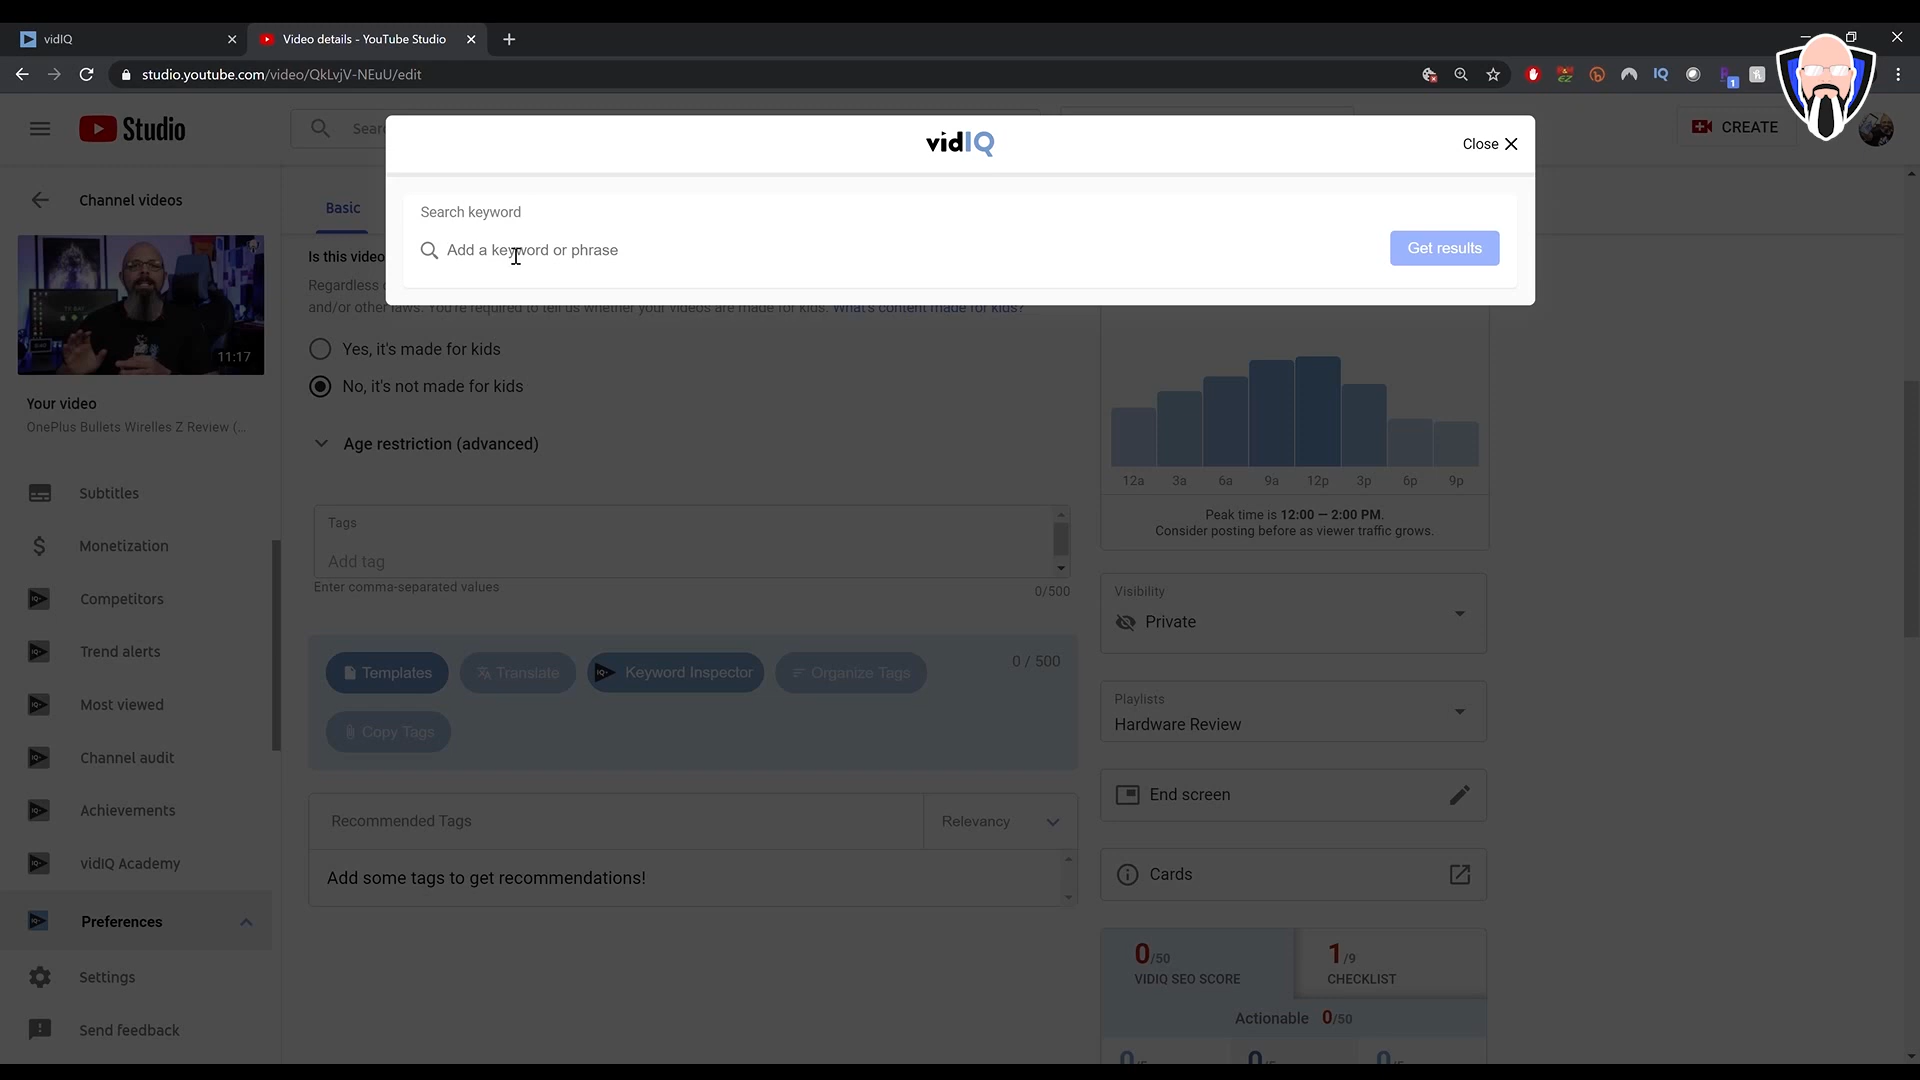 vidIQ
Video details - YouTube Studio
studio.youtube.com/video/QkLvjV-NEuU/edit
IQ
1
Studio
Sear
CREATE
vidIQ
Close
Search keyword
Add a keyword or phrase
Get results
Channel videos
11:17
Your video
OnePlus Bullets Wirelles Z Review (...
Subtitles
Monetization
Competitors
Trend alerts
Most viewed
Channel audit
Achievements
vidIQ Academy
Preferences
Settings
Send feedback
Basic
Is this video
Regardless
and/or other laws. You're required to tell us whether your videos are made for kids. What's content made for kids?
Yes, it's made for kids
No, it's not made for kids
Age restriction (advanced)
Tags
Add tag
Enter comma-separated values
0/500
Templates
Translate
Keyword Inspector
Organize Tags
0 / 500
Copy Tags
Recommended Tags
Relevancy
Add some tags to get recommendations!
12a 3a 6a 9a 12p 3p 6p 9p
Peak time is 12:00 — 2:00 PM.
Consider posting before as viewer traffic grows.
Visibility
Private
Playlists
Hardware Review
End screen
Cards
0/50
VIDIQ SEO SCORE
1/9
CHECKLIST
Actionable 0/50